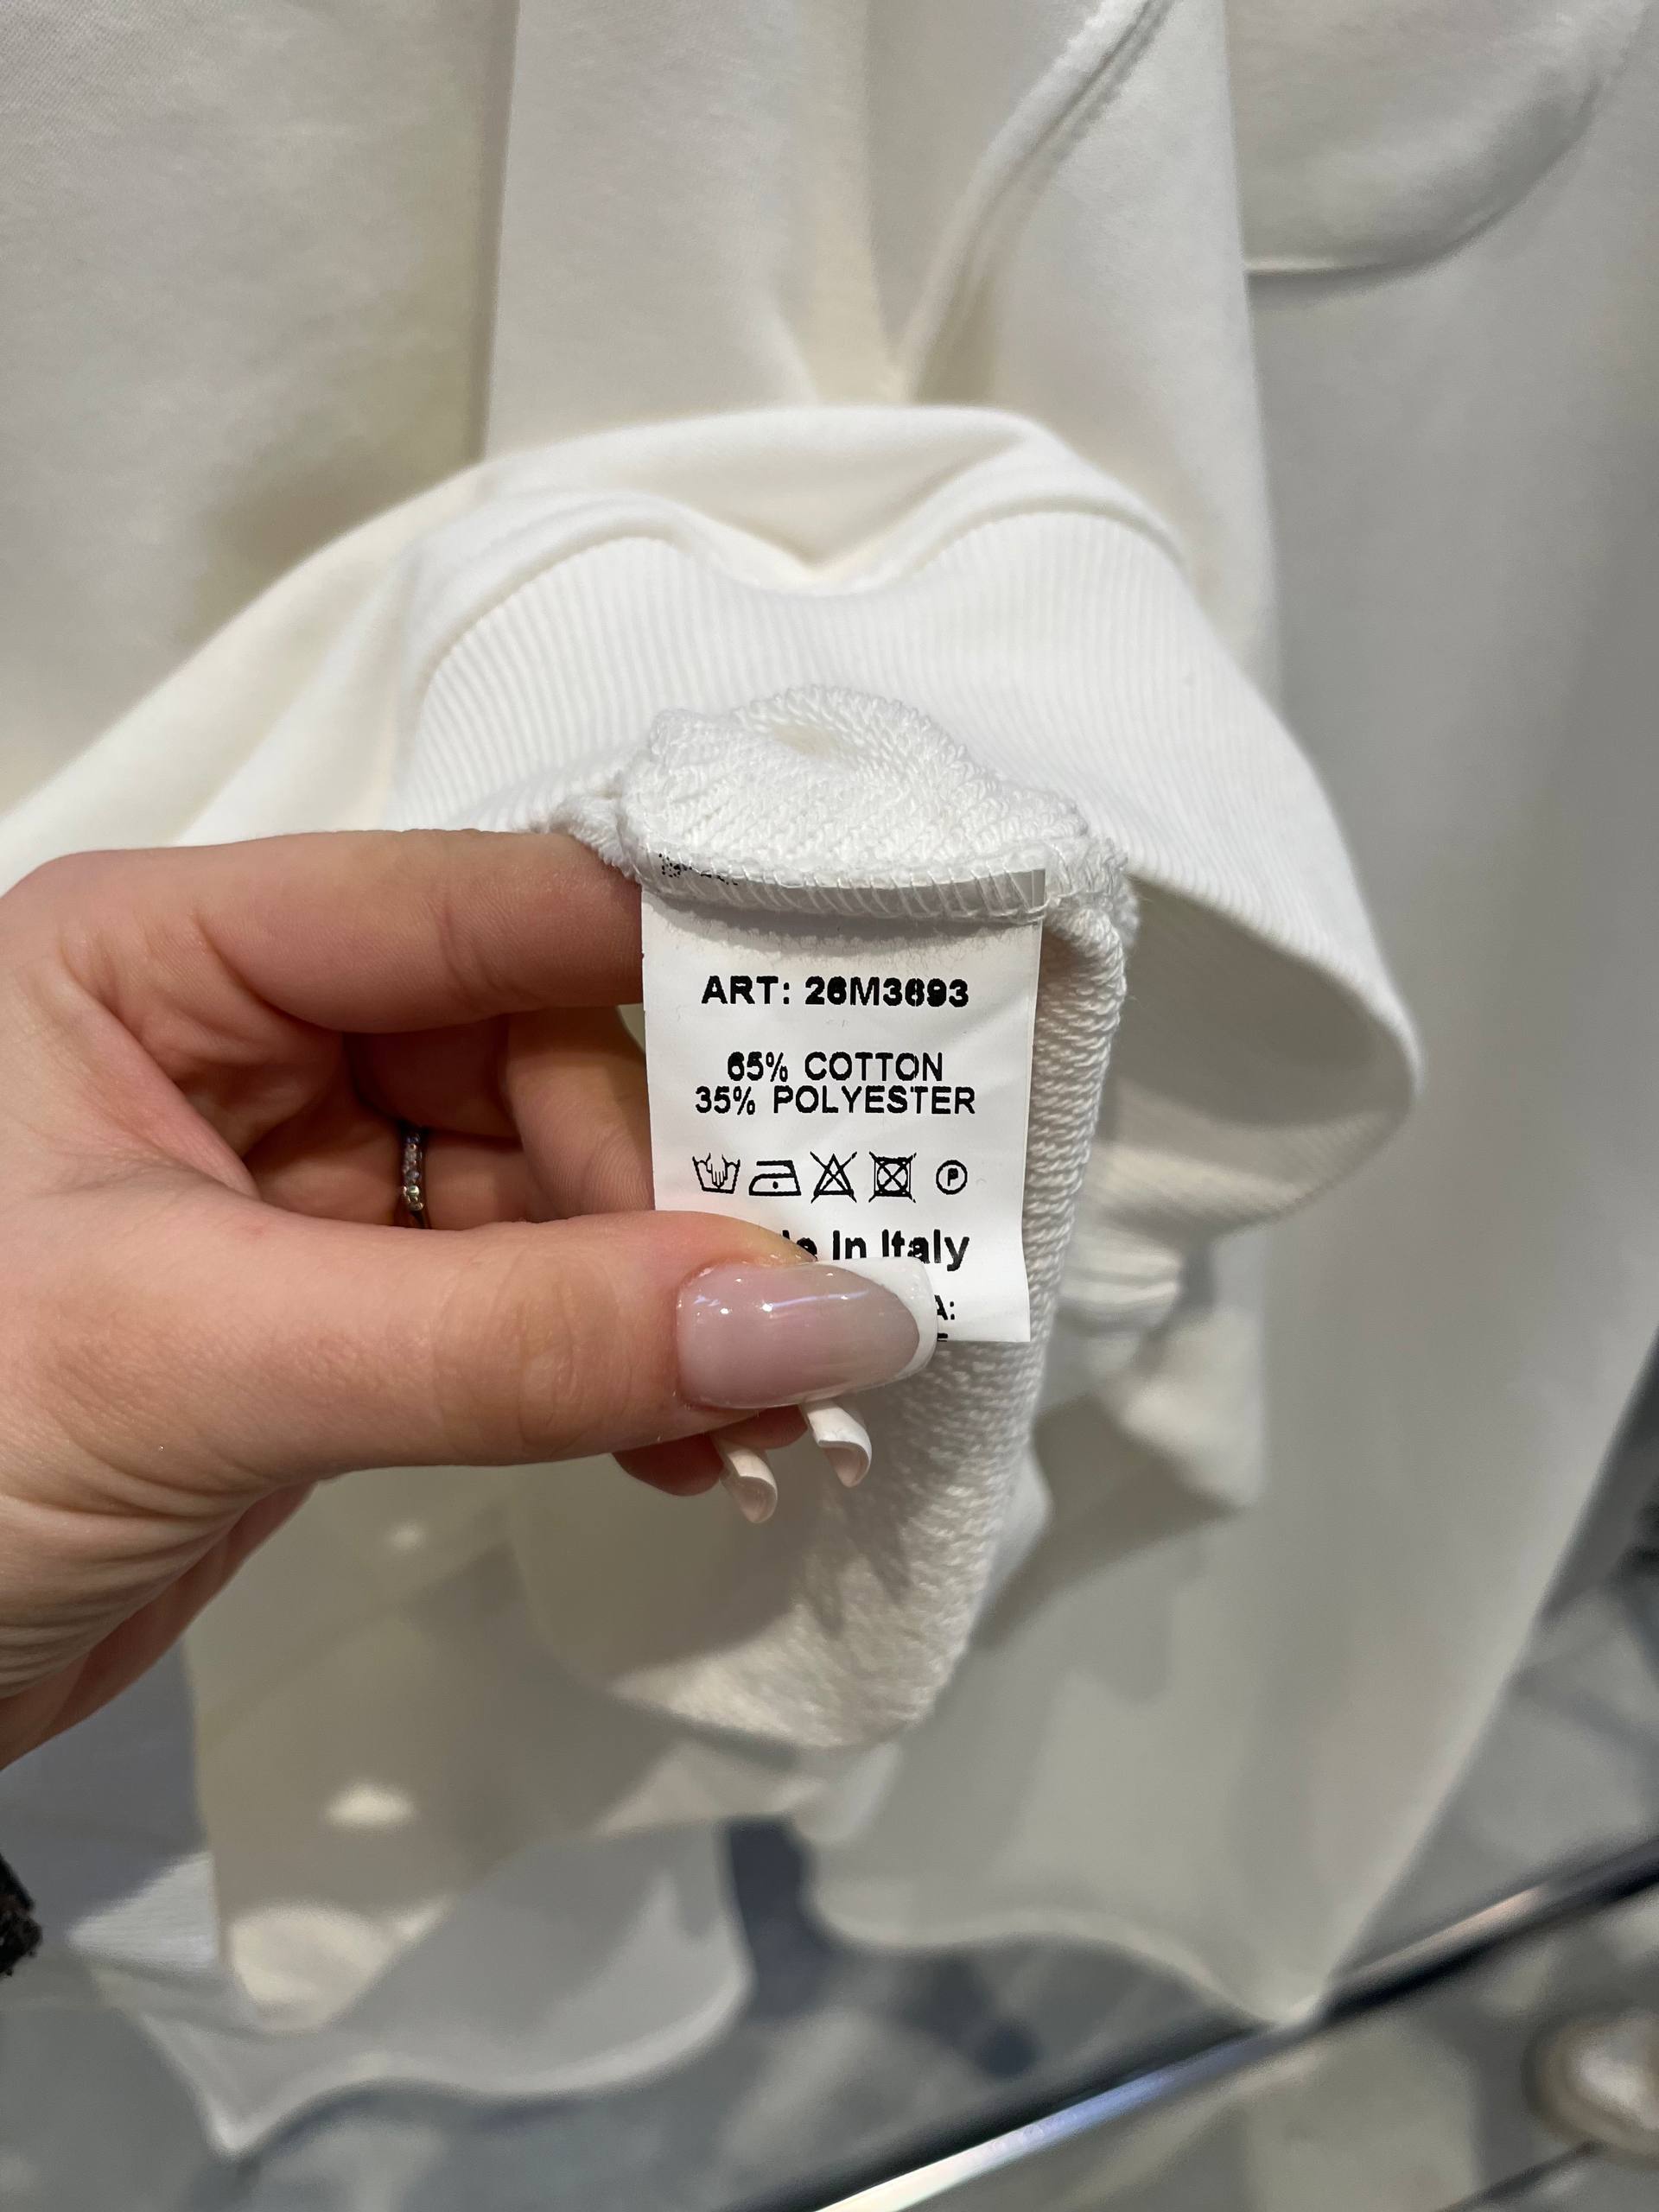 ART: 26M3693
65% COTTON
35% POLYESTER
P
In Italy